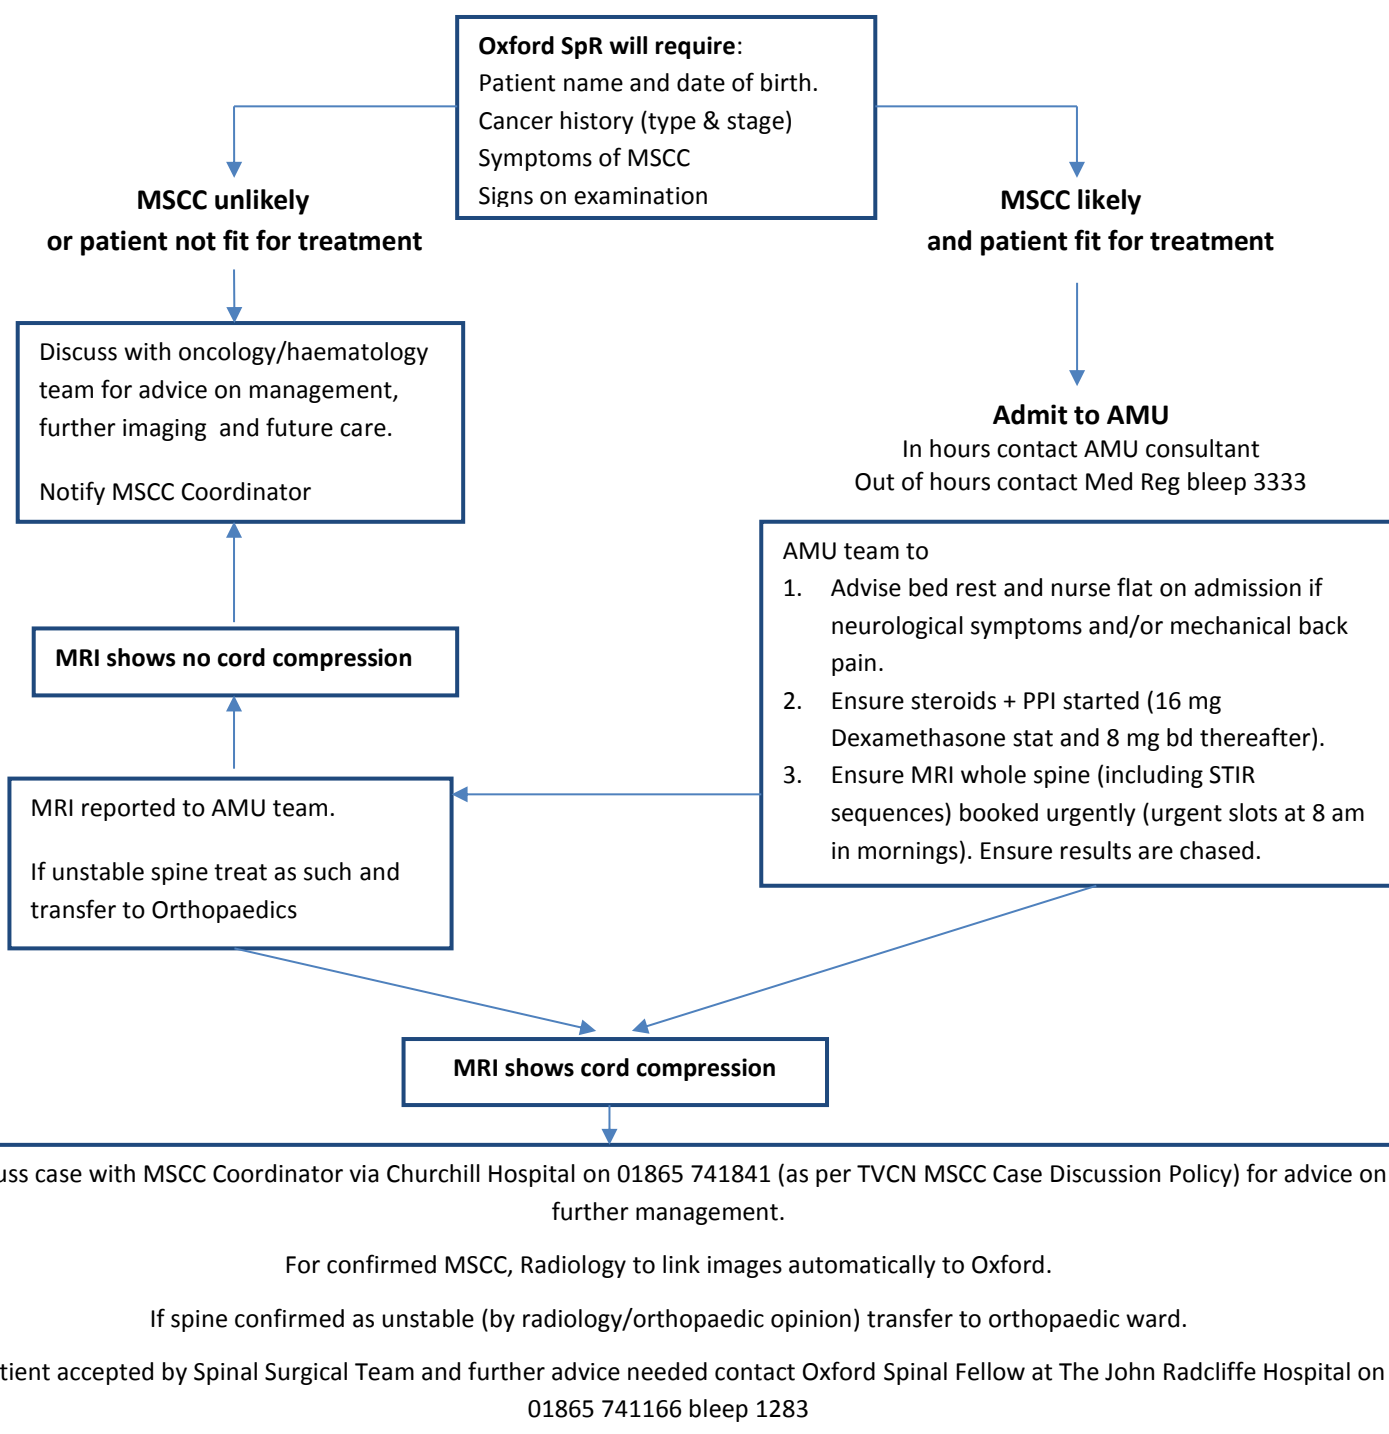 Oxford SpR will require:
Patient name and date of birth.
Cancer history (type & stage)
Symptoms of MSCC
Signs on examination
MSCC unlikely
or patient not fit for treatment
MSCC likely
and patient fit for treatment
Discuss with oncology/haematology
team for advice on management,
further imaging and future care.
Notify MSCC Coordinator
Admit to AMU
In hours contact AMU consultant
Out of hours contact Med Reg bleep 3333
AMU team to
1. Advise bed rest and nurse flat on admission if
neurological symptoms and/or mechanical back
pain.
2. Ensure steroids + PPI started (16 mg
Dexamethasone stat and 8 mg bd thereafter).
3. Ensure MRI whole spine (including STIR
sequences) booked urgently (urgent slots at 8 am
in mornings). Ensure results are chased.
MRI shows no cord compression
MRI reported to AMU team.
If unstable spine treat as such and
transfer to Orthopaedics
MRI shows cord compression
uss case with MSCC Coordinator via Churchill Hospital on 01865 741841 (as per TVCN MSCC Case Discussion Policy) for advice on
further management.
For confirmed MSCC, Radiology to link images automatically to Oxford.
If spine confirmed as unstable (by radiology/orthopaedic opinion) transfer to orthopaedic ward.
tient accepted by Spinal Surgical Team and further advice needed contact Oxford Spinal Fellow at The John Radcliffe Hospital on
01865 741166 bleep 1283